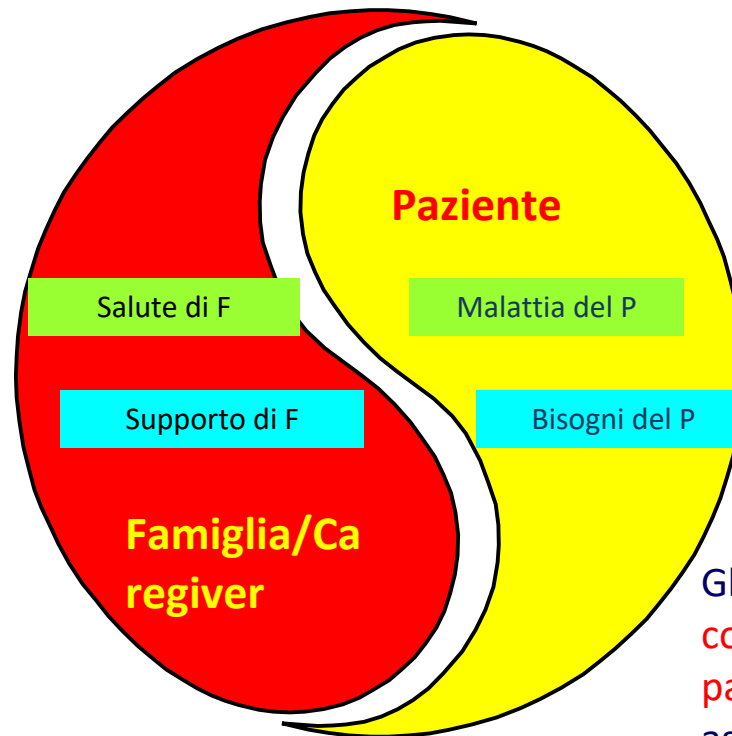 Paziente
Salute di F
Malattia del P
Supporto di F
Bisogni del P
Famiglia/Ca
regiver